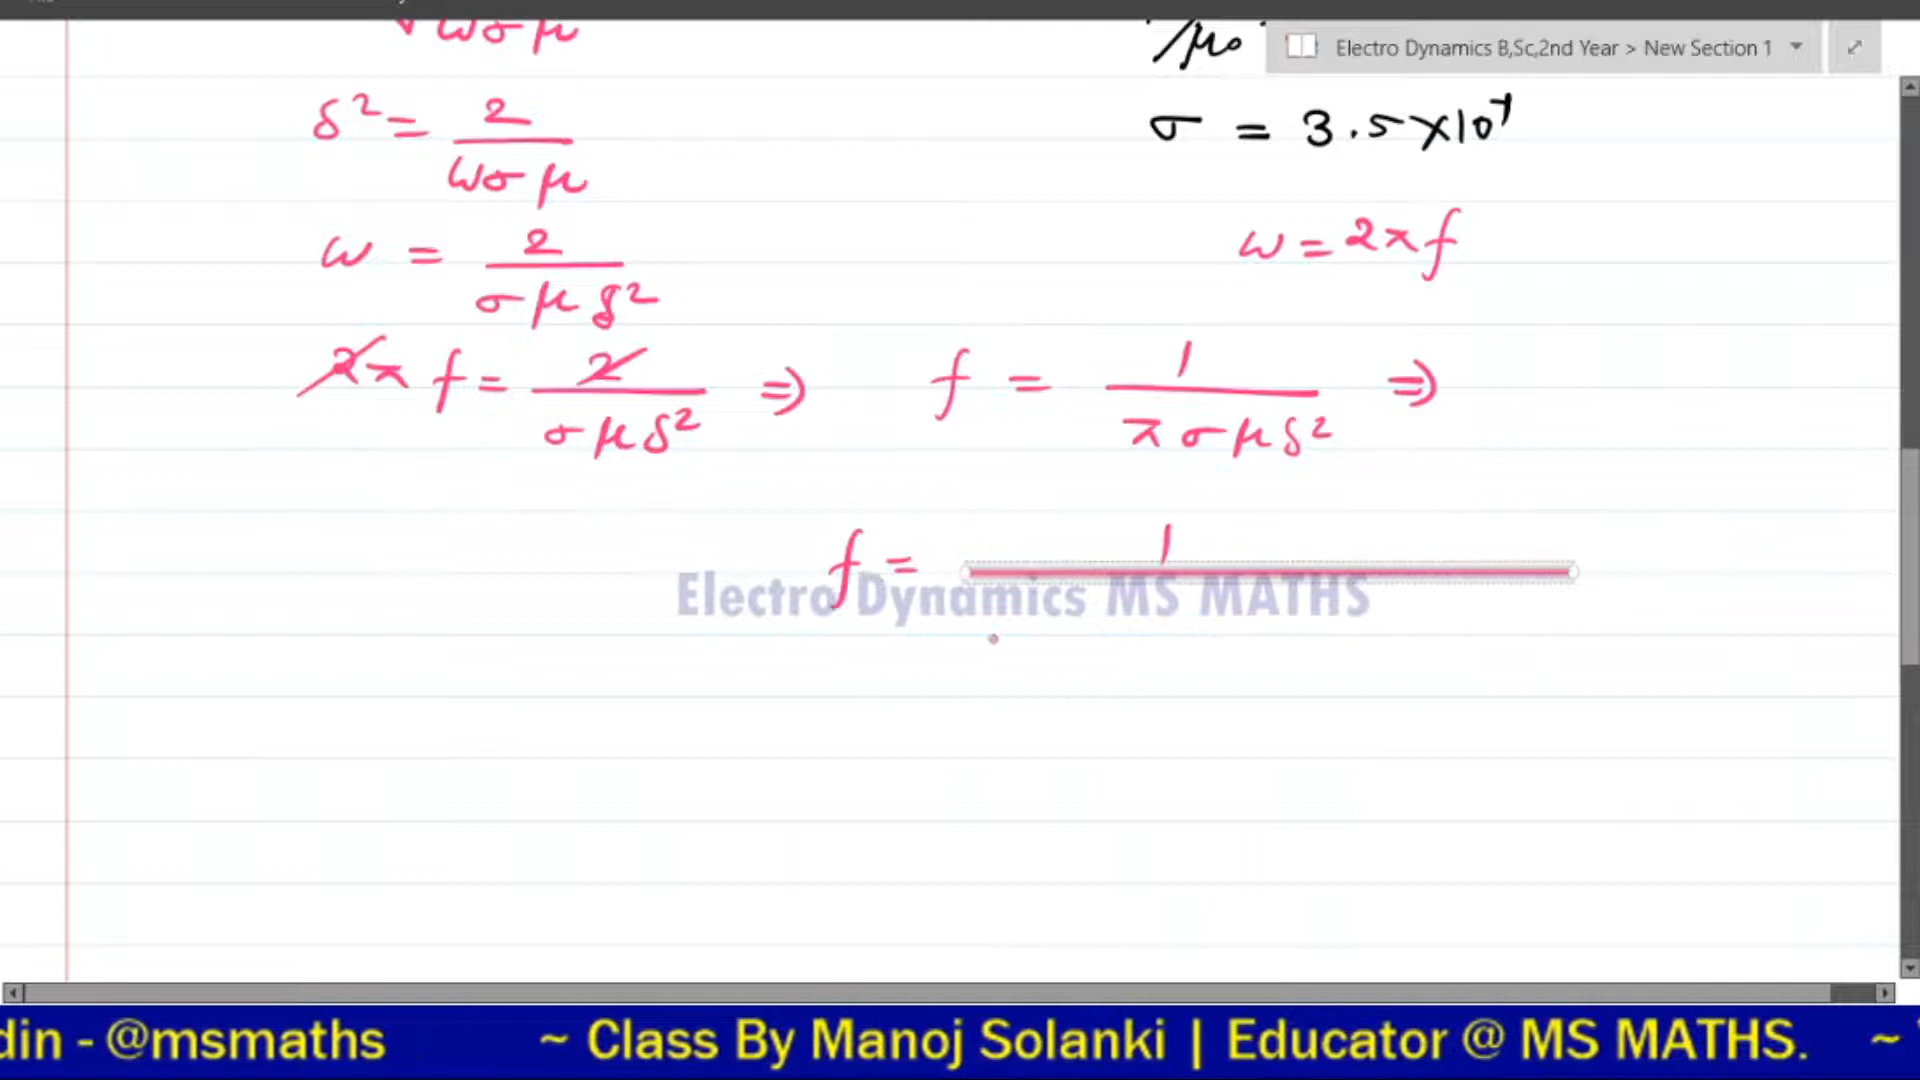 √ωσμ
/μ₀
Electro Dynamics B,Sc,2nd Year > New Section 1
δ² = 2/ωσμ
σ = 3.5×10⁷
ω = 2/σμδ²
ω = 2πf
2πf = 2/σμδ² ⇒ f = 1/πσμδ² ⇒
f = 1
Electro Dynamics MS MATHS
din - @msmaths ~ Class By Manoj Solanki | Educator @ MS MATHS. ~